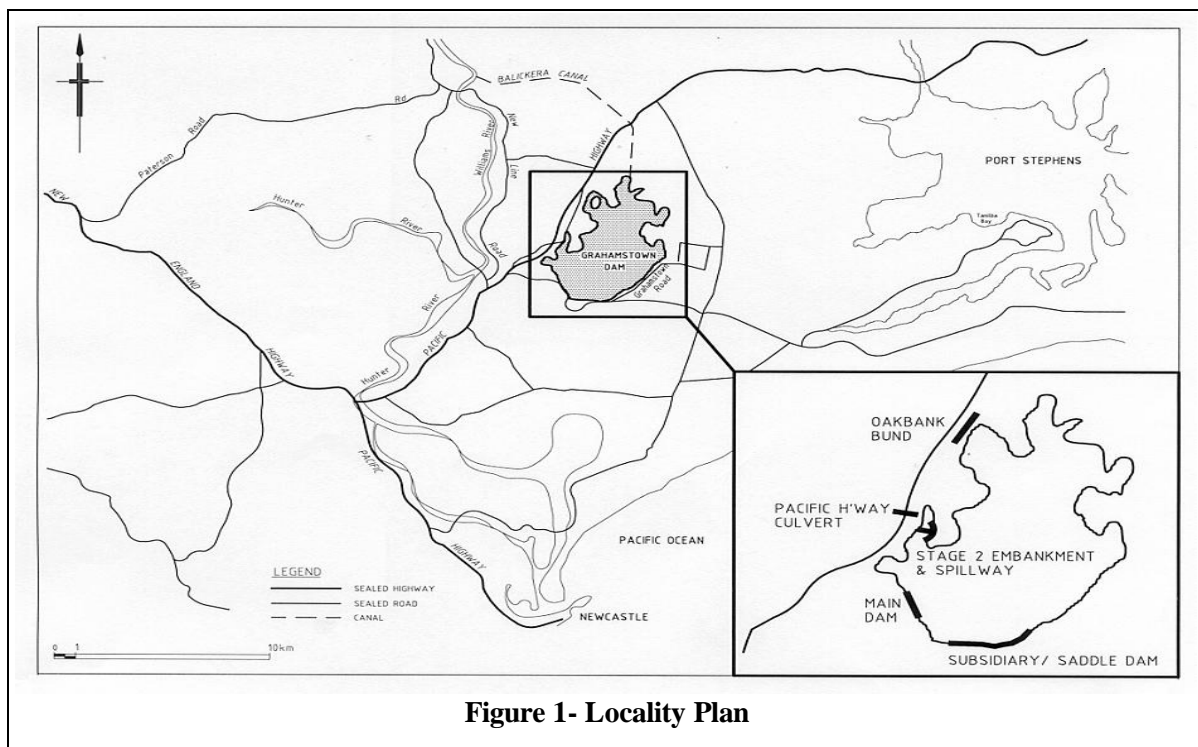 BALICKERA CANAL
Paterson Road
Rd
NEW
ENGLAND
HIGHWAY
Hunter
River
Williams River
New
Line
Road
HIGHWAY
PORT STEPHENS
Tanilba
Bay
GRAHAMSTOWN
DAM
Grahamstown
Road
River
Hunter
PACIFIC
PACIFIC
HIGHWAY
PACIFIC OCEAN
NEWCASTLE
LEGEND
SEALED HIGHWAY
SEALED ROAD
CANAL
0 1 10km
OAKBANK
BUND
PACIFIC H'WAY
CULVERT
STAGE 2 EMBANKMENT
& SPILLWAY
MAIN
DAM
SUBSIDIARY/ SADDLE DAM
Figure 1- Locality Plan